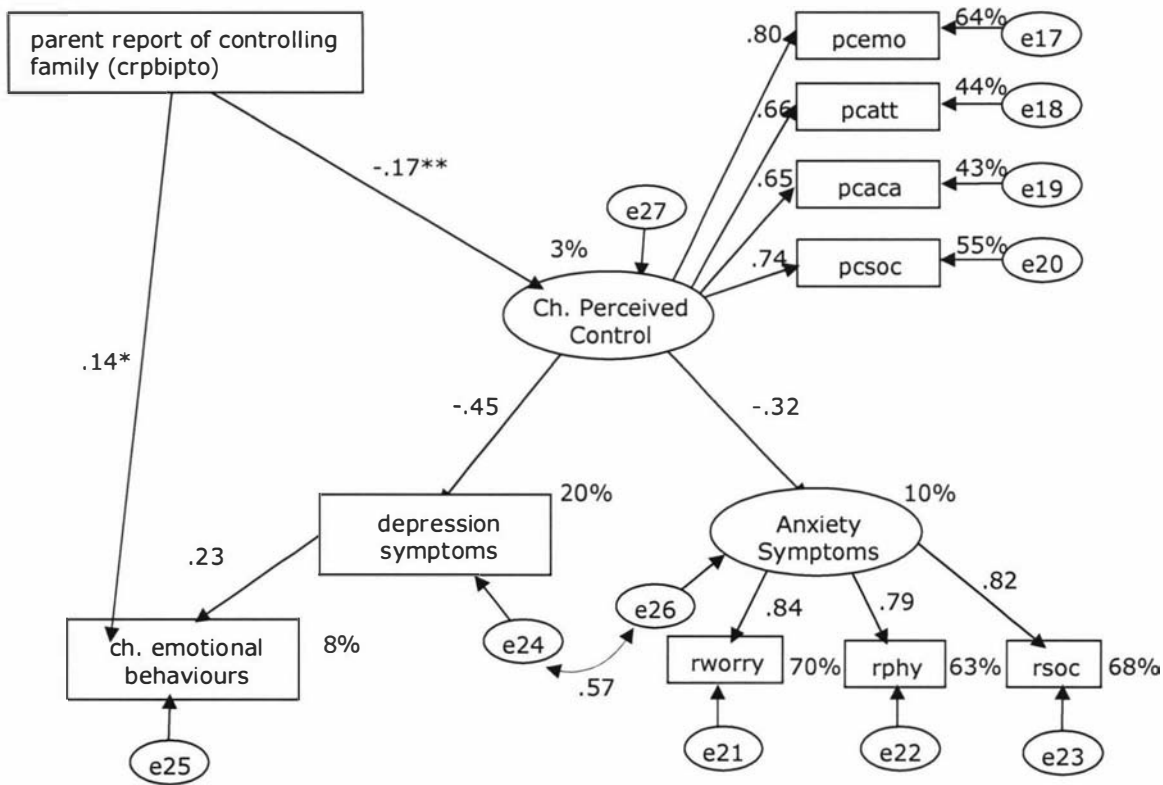 parent report of controlling
family (crpbipto)
.80
pcemo
64%
e17
.66
pcatt
44%
e18
-.17**
.65
pcaca
43%
e19
e27
3%
.74
pcsoc
55%
e20
Ch. Perceived
Control
.14*
-.45
-.32
depression
symptoms
20%
Anxiety
Symptoms
10%
.23
.84
.79
.82
e26
e24
ch. emotional
behaviours
8%
.57
rworry
70%
rphy
63%
rsoc
68%
e25
e21
e22
e23